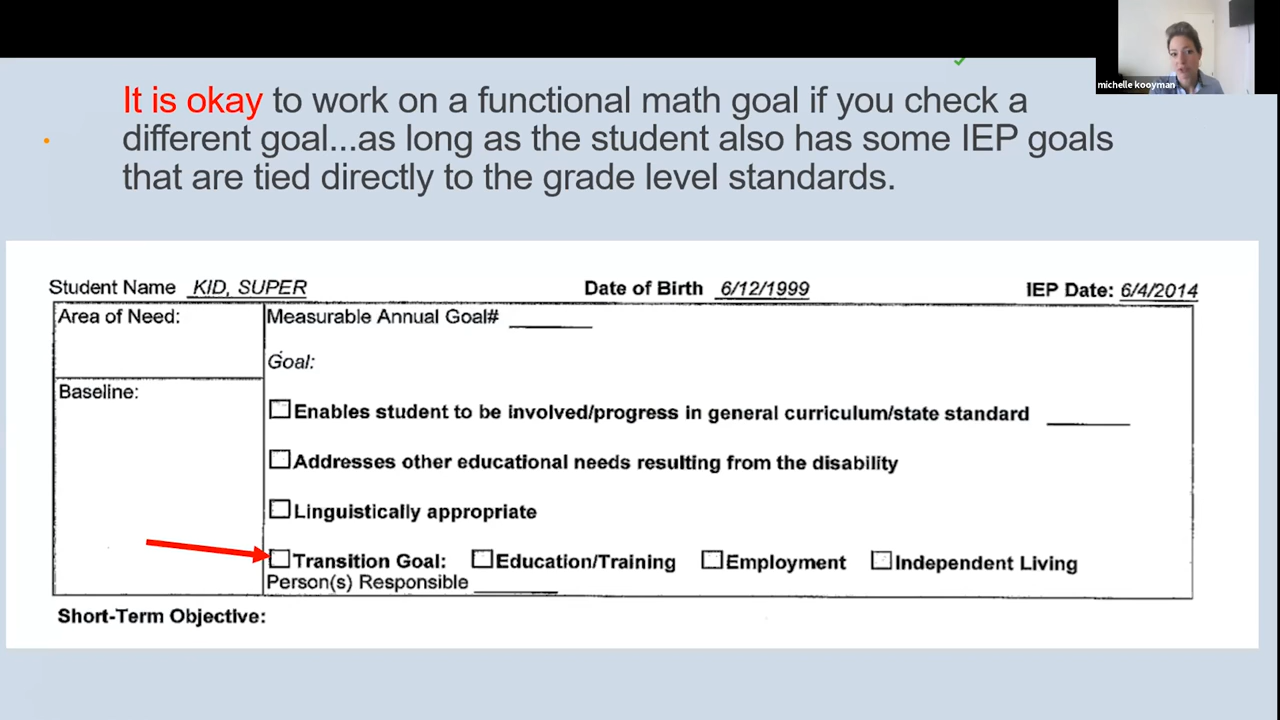 michelle kooyman
It is okay to work on a functional math goal if you check a
different goal...as long as the student also has some IEP goals
that are tied directly to the grade level standards.
Student Name KID, SUPER Date of Birth 6/12/1999 IEP Date: 6/4/2014
Area of Need: Measurable Annual Goal#
Goal:
Baseline:
Enables student to be involved/progress in general curriculum/state standard
Addresses other educational needs resulting from the disability
Linguistically appropriate
Transition Goal: Education/Training Employment Independent Living
Person(s) Responsible
Short-Term Objective: